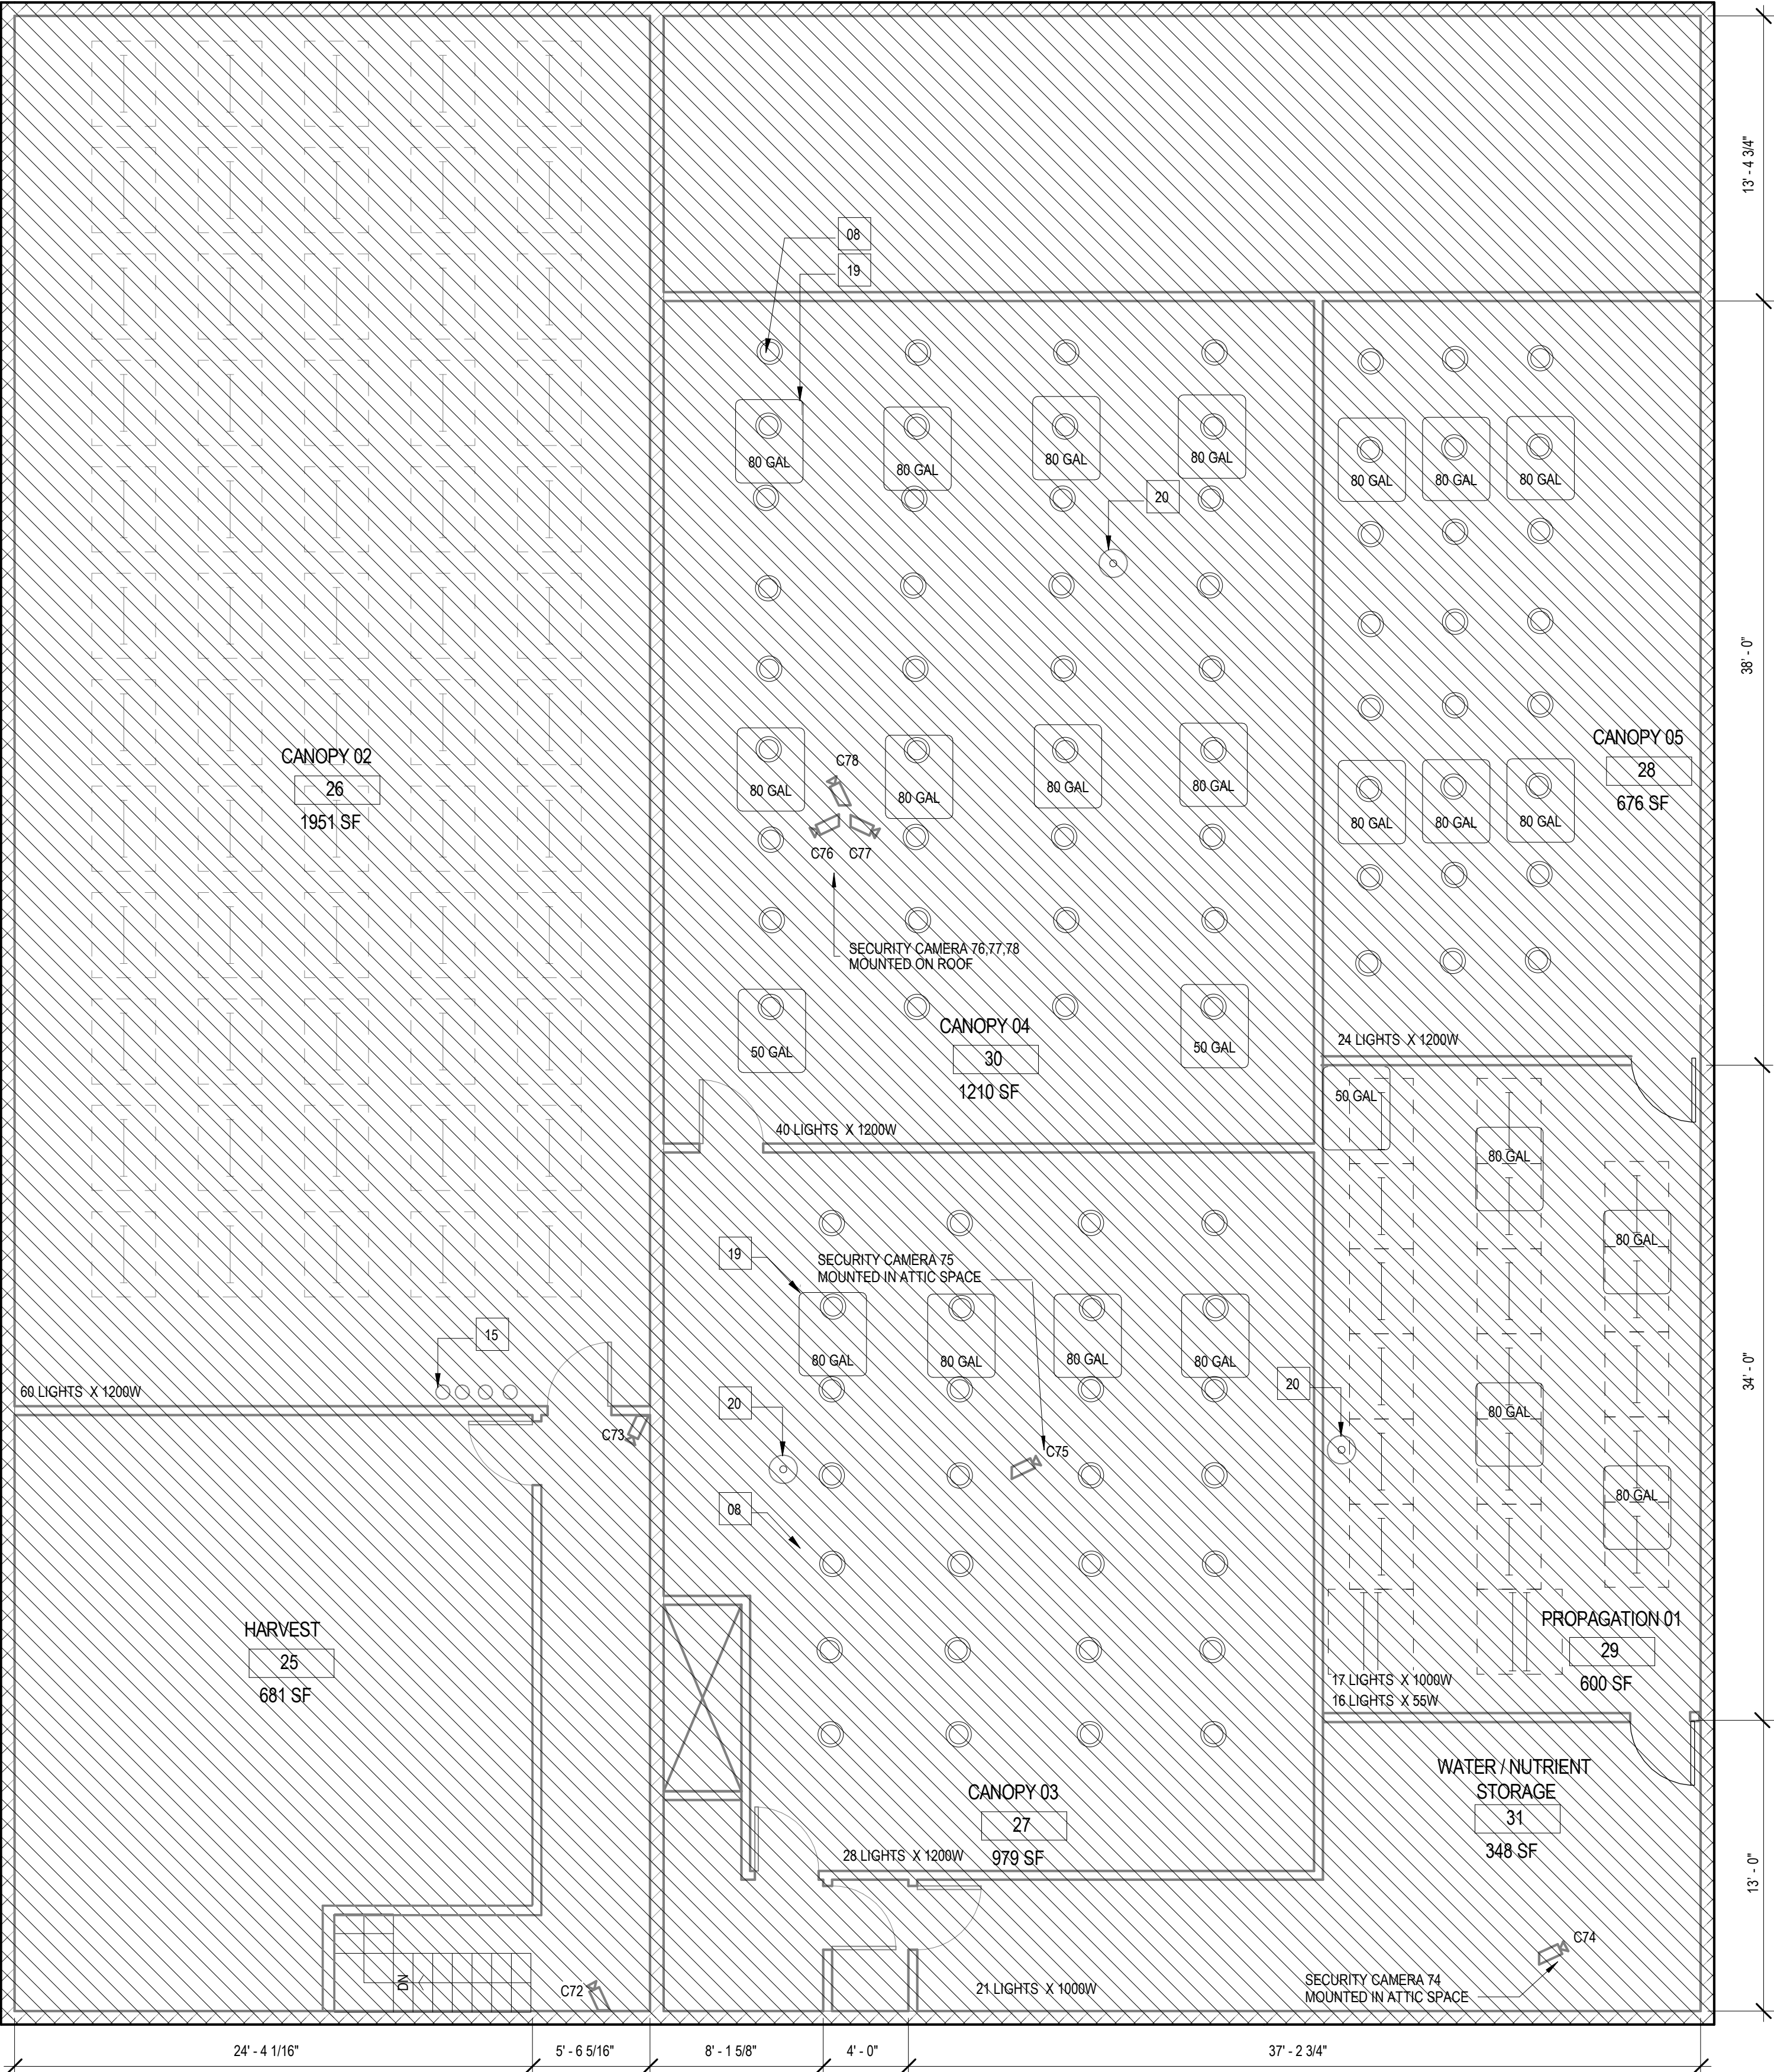 13' - 4 3/4"
08
19
80 GAL
80 GAL
80 GAL
80 GAL
80 GAL
80 GAL
80 GAL
20
38' - 0"
CANOPY 02
26
1951 SF
C78
80 GAL
80 GAL
80 GAL
80 GAL
C76
C77
80 GAL
80 GAL
80 GAL
CANOPY 05
28
676 SF
SECURITY CAMERA 76,77,78
MOUNTED ON ROOF
50 GAL
CANOPY 04
30
1210 SF
50 GAL
24 LIGHTS X 1200W
40 LIGHTS X 1200W
50 GAL
80 GAL
80 GAL
19
SECURITY CAMERA 75
MOUNTED IN ATTIC SPACE
15
80 GAL
80 GAL
80 GAL
80 GAL
34' - 0"
60 LIGHTS X 1200W
20
20
80 GAL
C73
C75
08
80 GAL
HARVEST
25
681 SF
PROPAGATION 01
29
600 SF
17 LIGHTS X 1000W
16 LIGHTS X 55W
WATER / NUTRIENT
STORAGE
31
348 SF
CANOPY 03
27
979 SF
28 LIGHTS X 1200W
13' - 0"
C74
DN
C72
21 LIGHTS X 1000W
SECURITY CAMERA 74
MOUNTED IN ATTIC SPACE
24' - 4 1/16"
5' - 6 5/16"
8' - 1 5/8"
4' - 0"
37' - 2 3/4"